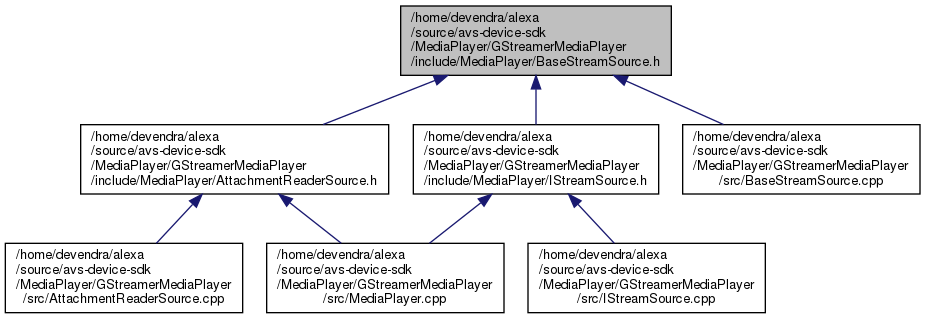 /home/devendra/alexa
/source/avs-device-sdk
/MediaPlayer/GStreamerMediaPlayer
/include/MediaPlayer/BaseStreamSource.h
/home/devendra/alexa
/source/avs-device-sdk
/MediaPlayer/GStreamerMediaPlayer
/include/MediaPlayer/AttachmentReaderSource.h
/home/devendra/alexa
/source/avs-device-sdk
/MediaPlayer/GStreamerMediaPlayer
/include/MediaPlayer/IStreamSource.h
/home/devendra/alexa
/source/avs-device-sdk
/MediaPlayer/GStreamerMediaPlayer
/src/BaseStreamSource.cpp
/home/devendra/alexa
/source/avs-device-sdk
/MediaPlayer/GStreamerMediaPlayer
/src/AttachmentReaderSource.cpp
/home/devendra/alexa
/source/avs-device-sdk
/MediaPlayer/GStreamerMediaPlayer
/src/MediaPlayer.cpp
/home/devendra/alexa
/source/avs-device-sdk
/MediaPlayer/GStreamerMediaPlayer
/src/IStreamSource.cpp